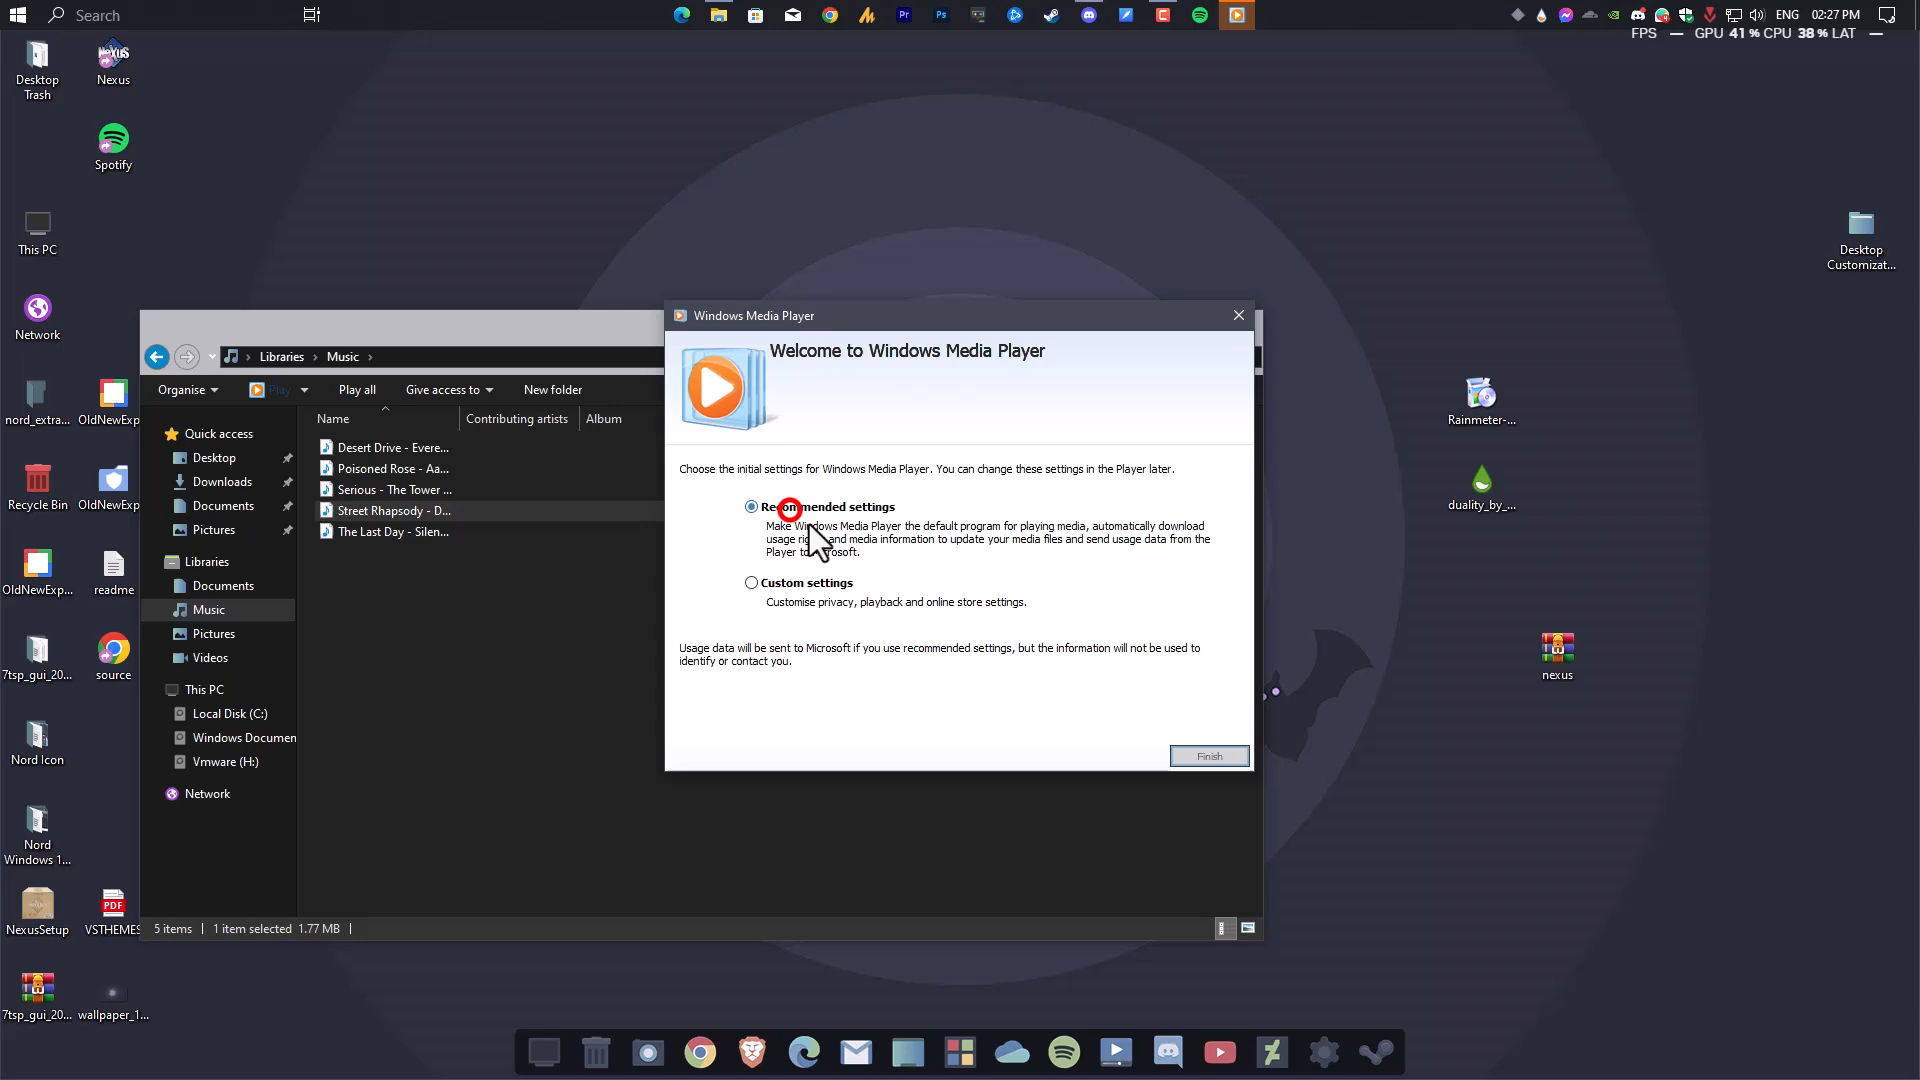 Search
ENG
02:27 PM
FPS — GPU 41 % CPU 38 % LAT —
Desktop
Trash
Nexus
Spotify
This PC
Network
nord_extra...
OldNewExp
Recycle Bin
OldNewExp
OldNewExp...
readme
7tsp_gui_20...
source
Nord Icon
Nord
Windows 1...
NexusSetup
PDF
VSTHEMES
7tsp_gui_20...
wallpaper_1...
Desktop
Customizat...
Rainmeter-...
duality_by_...
nexus
Libraries
Music
Organise
Play
Play all
Give access to
New folder
Name
Contributing artists
Album
Quick access
Desktop
Downloads
Documents
Pictures
Libraries
Documents
Music
Pictures
Videos
This PC
Local Disk (C:)
Windows Documen
Vmware (H:)
Network
Desert Drive - Evere...
Poisoned Rose - Aa...
Serious - The Tower ...
Street Rhapsody - D...
The Last Day - Silen...
5 items
1 item selected 1.77 MB
Windows Media Player
Welcome to Windows Media Player
Choose the initial settings for Windows Media Player. You can change these settings in the Player later.
Recommended settings
Make Windows Media Player the default program for playing media, automatically download
usage and media information to update your media files and send usage data from the
Player
Custom settings
Customise privacy, playback and online store settings.
Usage data will be sent to Microsoft if you use recommended settings, but the information will not be used to
identify or contact you.
Finish